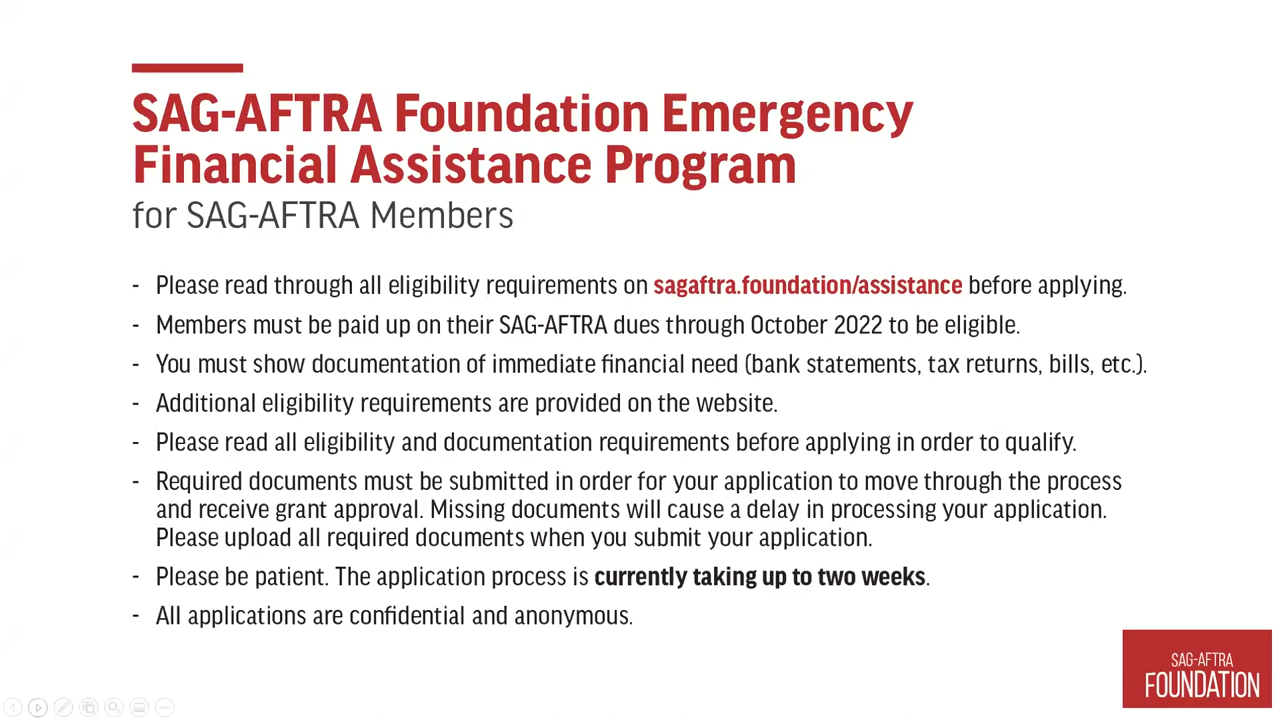 SAG-AFTRA Foundation Emergency
Financial Assistance Program
for SAG-AFTRA Members
- Please read through all eligibility requirements on sagaftra.foundation/assistance before applying.
- Members must be paid up on their SAG-AFTRA dues through October 2022 to be eligible.
- You must show documentation of immediate financial need (bank statements, tax returns, bills, etc.).
- Additional eligibility requirements are provided on the website.
- Please read all eligibility and documentation requirements before applying in order to qualify.
- Required documents must be submitted in order for your application to move through the process
and receive grant approval. Missing documents will cause a delay in processing your application.
Please upload all required documents when you submit your application.
- Please be patient. The application process is currently taking up to two weeks.
- All applications are confidential and anonymous.
SAG-AFTRA
FOUNDATION